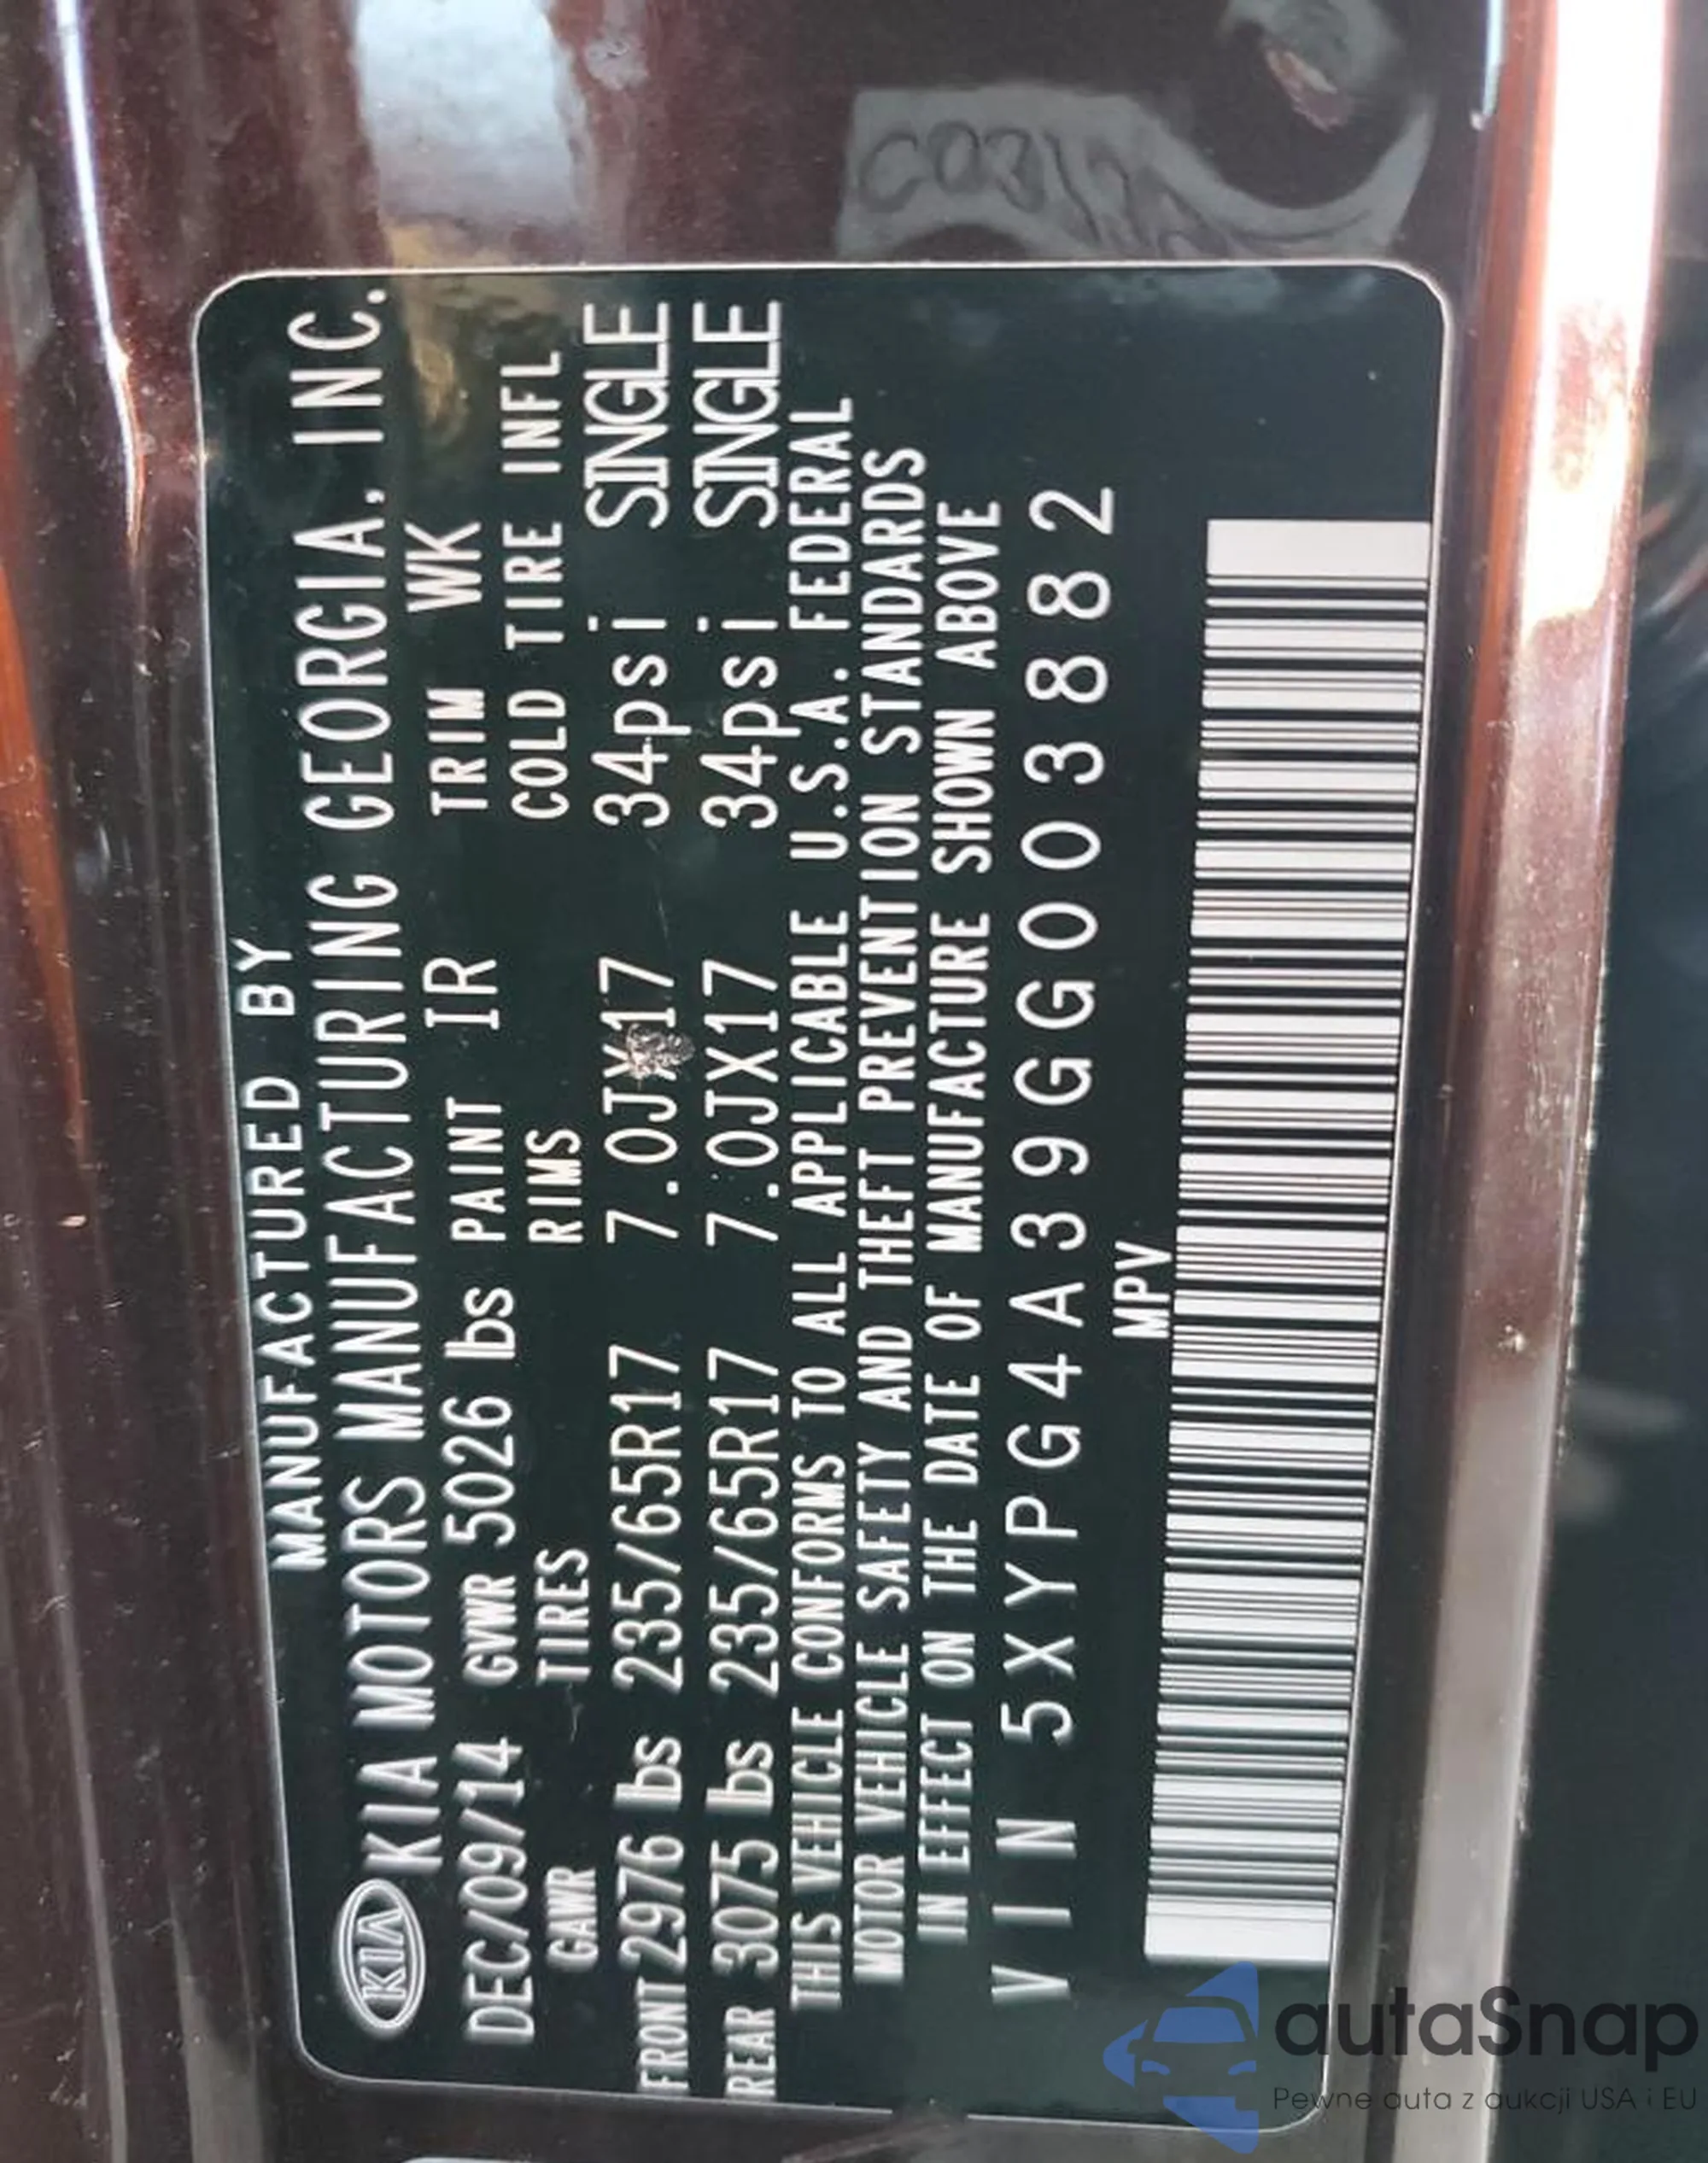 MANUFACTURED BY
KIA KIA MOTORS MANUFACTURING GEORGIA, INC.
DEC/09/14 GVWR 5026 lbs PAINT IR TRIM WK
GAWR TIRES RIMS COLD TIRE INFL
FRONT 2976 lbs 235/65R17 7.0JX17 34psi SINGLE
REAR 3075 lbs 235/65R17 7.0JX17 34psi SINGLE
THIS VEHICLE CONFORMS TO ALL APPLICABLE U.S.A. FEDERAL
MOTOR VEHICLE SAFETY AND THEFT PREVENTION STANDARDS
IN EFFECT ON THE DATE OF MANUFACTURE SHOWN ABOVE
VIN 5XYPG4A39GG003882
MPV
autaSnap
Pewne auta z aukcji USA i EU